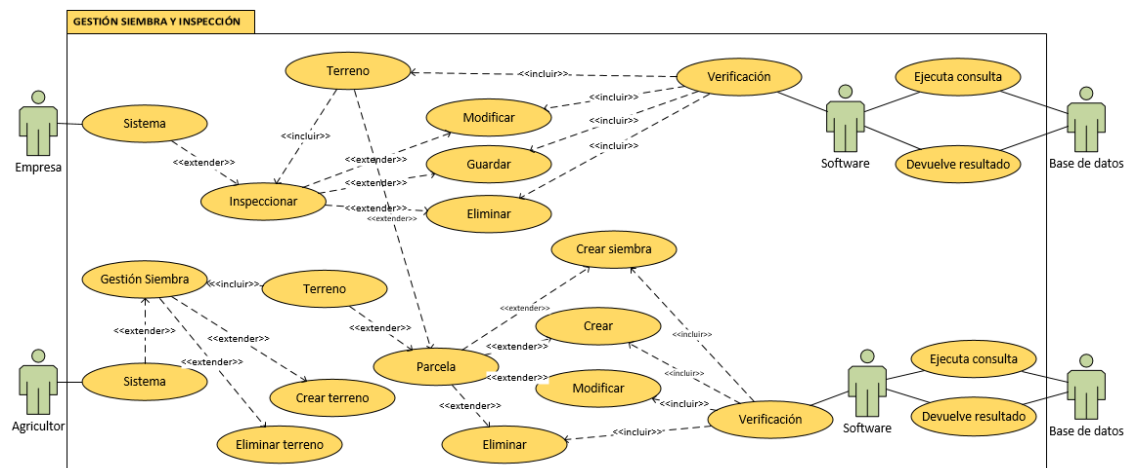 GESTIÓN SIEMBRA Y INSPECCIÓN
Terreno
<<incluir>>
Verificación
Ejecuta consulta
Sistema
Modificar
<<incluir>>
<<incluir>>
<<incluir>>
<<incluir>>
Empresa
<<extender>>
<<extender>>
Guardar
Software
Devuelve resultado
Base de datos
<<extender>>
Inspeccionar
<<extender>>
<<extender>>
Eliminar
Crear siembra
Gestión Siembra
<<incluir>>
Terreno
<<extender>>
<<extender>>
<<extender>>
Crear
<<extender>>
<<extender>>
Ejecuta consulta
Parcela
<<extender>>
<<incluir>>
Sistema
Crear terreno
Modificar
<<incluir>>
<<extender>>
Verificación
Devuelve resultado
Agricultor
Software
Base de datos
Eliminar terreno
Eliminar
<<incluir>>